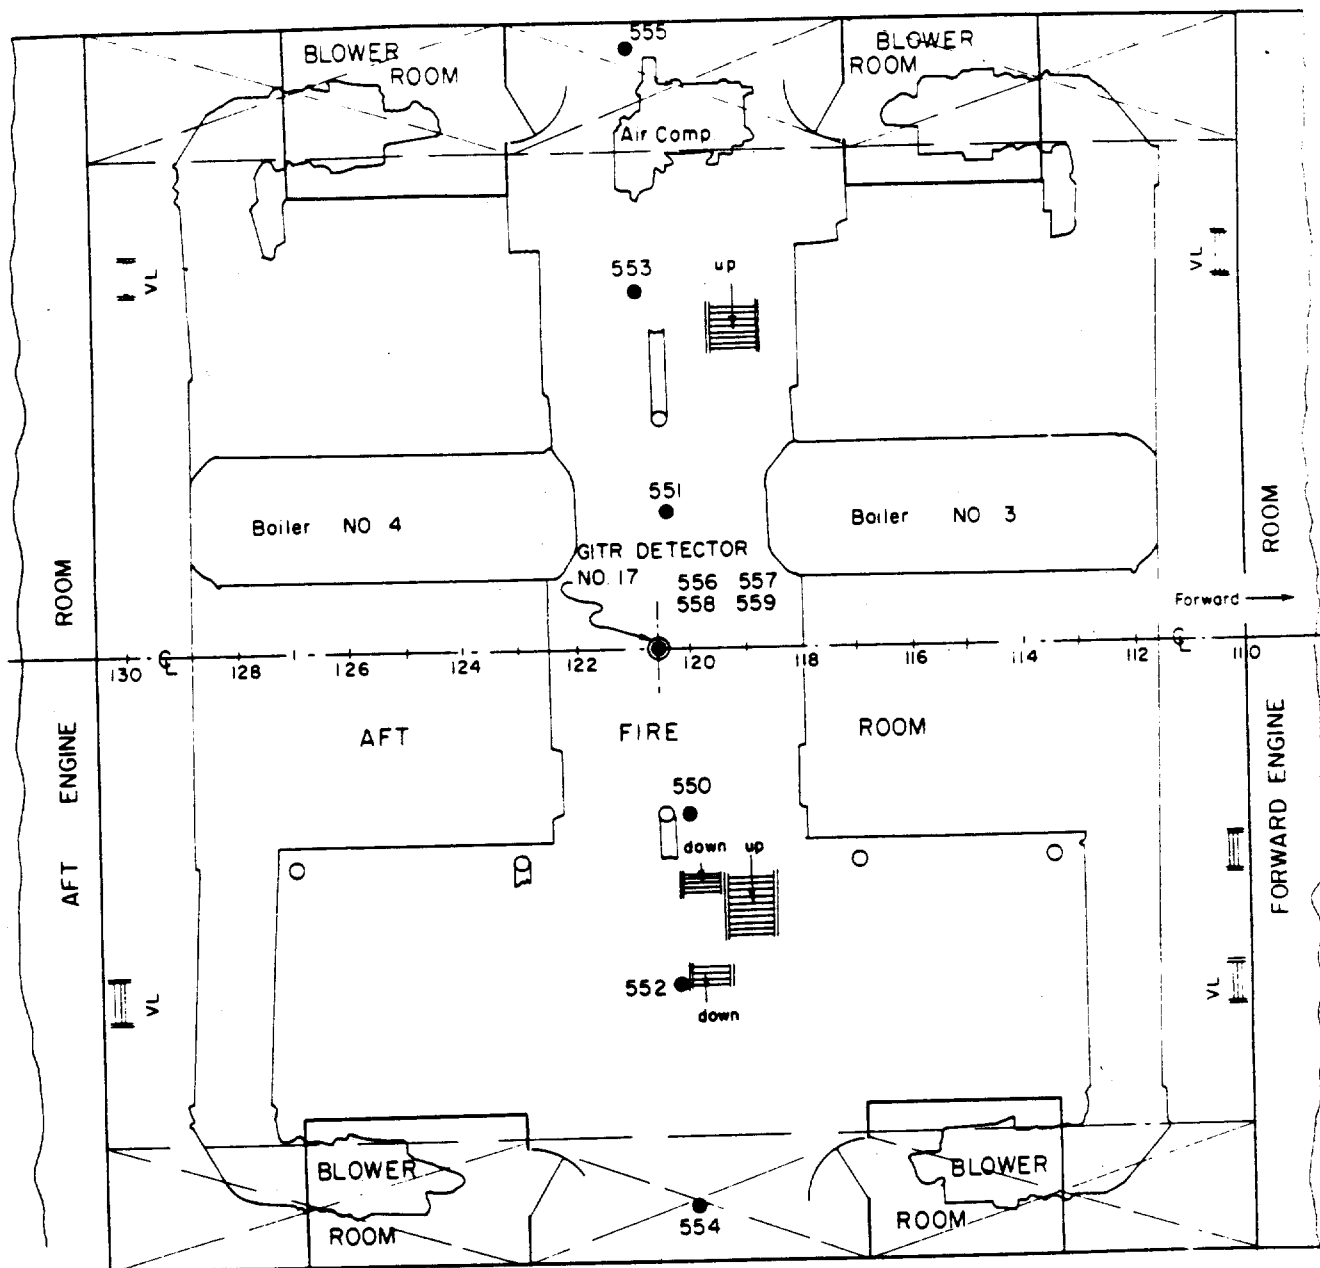 555
BLOWER
ROOM
BLOWER
ROOM
Air Comp.
553
up
VL
VL
551
Boiler NO 4
Boiler NO 3
GITR DETECTOR
NO. 17
556 557
558 559
ROOM
ROOM
Forward
130 ℄ 128 126 124 122 120 118 116 114 112 ℄ 110
AFT FIRE ROOM
AFT ENGINE
FORWARD ENGINE
550
down up
552
down
VL
VL
BLOWER
ROOM
554
BLOWER
ROOM